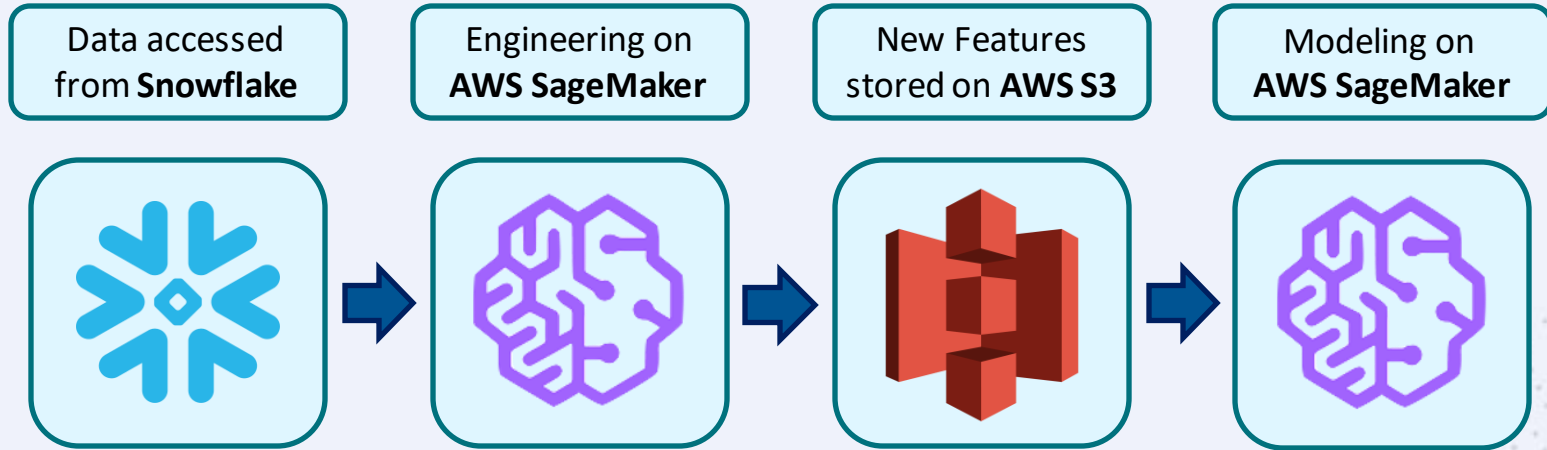 Data accessed
from Snowflake
Engineering on
AWS SageMaker
New Features
stored on AWS S3
Modeling on
AWS SageMaker